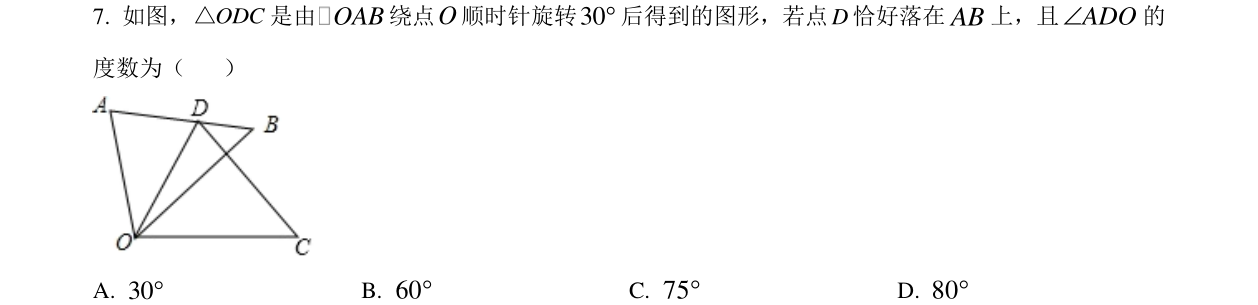 7. 如图，△ODC 是由□OAB 绕点 O 顺时针旋转30° 后得到的图形，若点 D 恰好落在 AB 上，且∠ADO 的
度数为（　　）
A D B
O C
A. 30° B. 60° C. 75° D. 80°